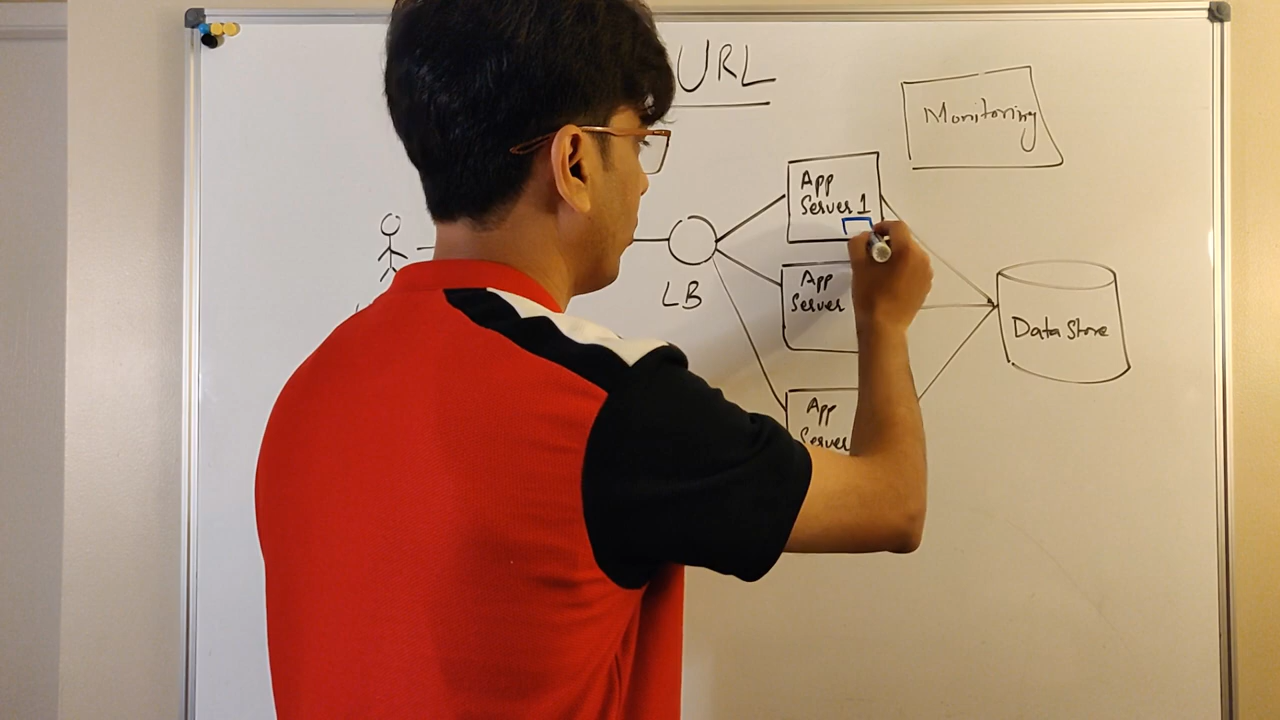 URL
Monitoring
App
Server 1
App
Server
LB
Data Store
App
Server